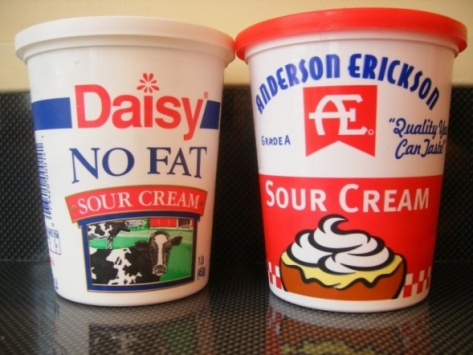 Daisy
NO FAT
SOUR CREAM
ANDERSON ERICKSON
AE
GRADE A
"Quality You
Can Taste"
SOUR CREAM